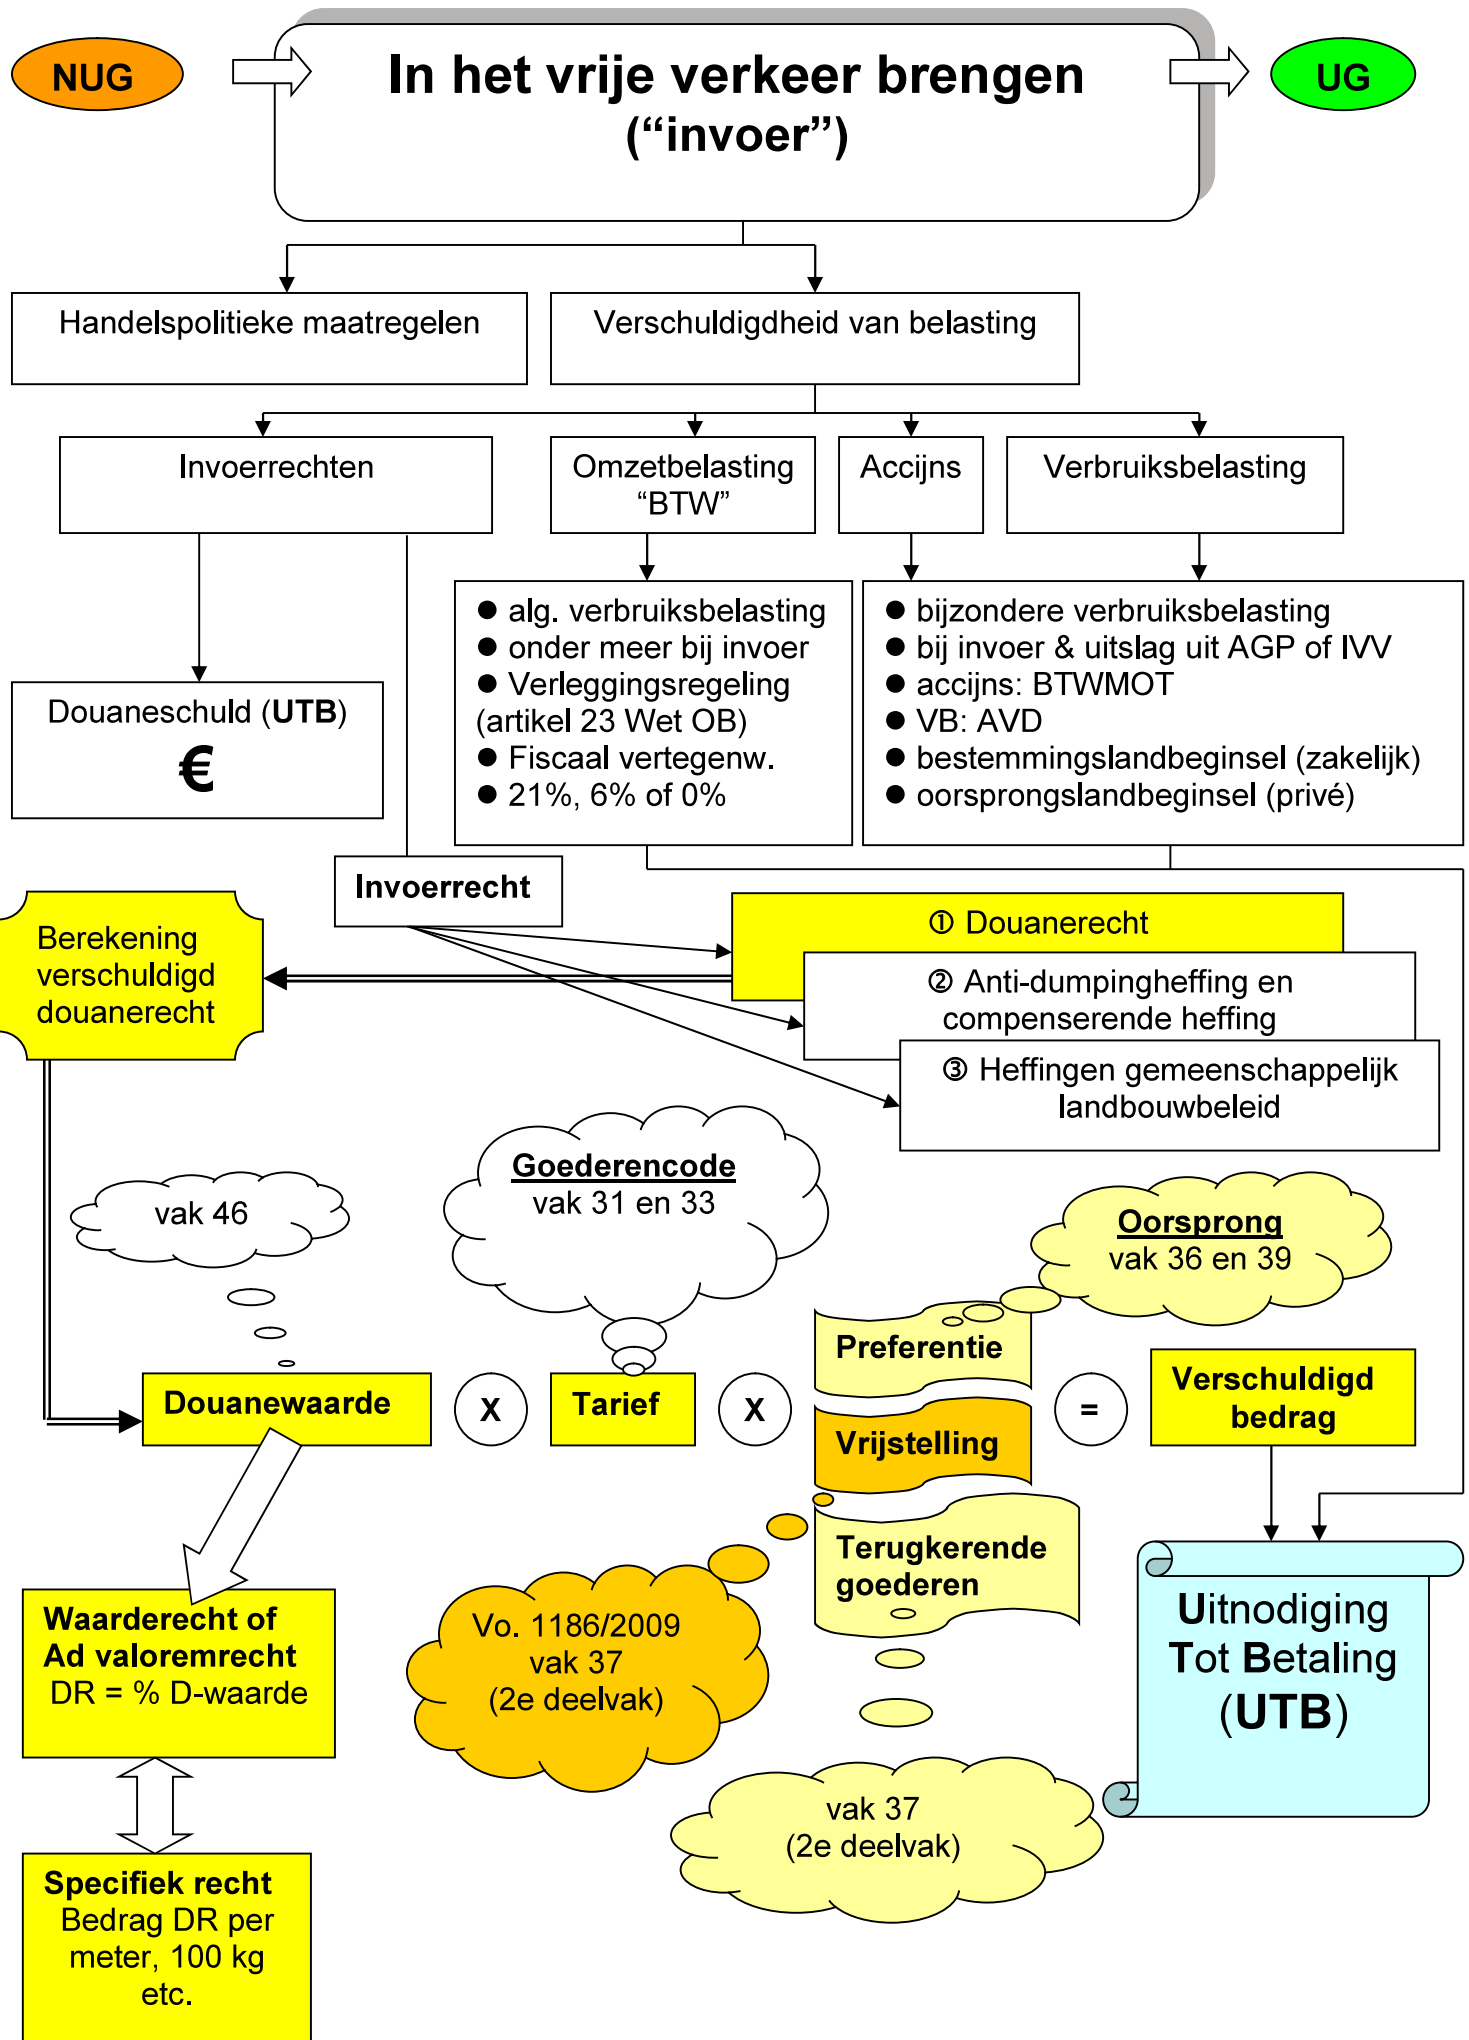 NUG
In het vrije verkeer brengen
(“invoer”)
UG
Handelspolitieke maatregelen
Verschuldigdheid van belasting
Invoerrechten
Omzetbelasting
“BTW”
Accijns
Verbruiksbelasting
Douaneschuld (UTB)
€
● alg. verbruiksbelasting
● onder meer bij invoer
● Verleggingsregeling
(artikel 23 Wet OB)
● Fiscaal vertegenw.
● 21%, 6% of 0%
● bijzondere verbruiksbelasting
● bij invoer & uitslag uit AGP of IVV
● accijns: BTWMOT
● VB: AVD
● bestemmingslandbeginsel (zakelijk)
● oorsprongslandbeginsel (privé)
Invoerrecht
Berekening
verschuldigd
douanerecht
① Douanerecht
② Anti-dumpingheffing en
compenserende heffing
③ Heffingen gemeenschappelijk
landbouwbeleid
vak 46
Goederencode
vak 31 en 33
Oorsprong
vak 36 en 39
Douanewaarde
X
Tarief
X
Preferentie
Vrijstelling
Terugkerende
goederen
=
Verschuldigd
bedrag
Waarderecht of
Ad valoremrecht
DR = % D-waarde
Vo. 1186/2009
vak 37
(2e deelvak)
Uitnodiging
Tot Betaling
(UTB)
vak 37
(2e deelvak)
Specifiek recht
Bedrag DR per
meter, 100 kg
etc.